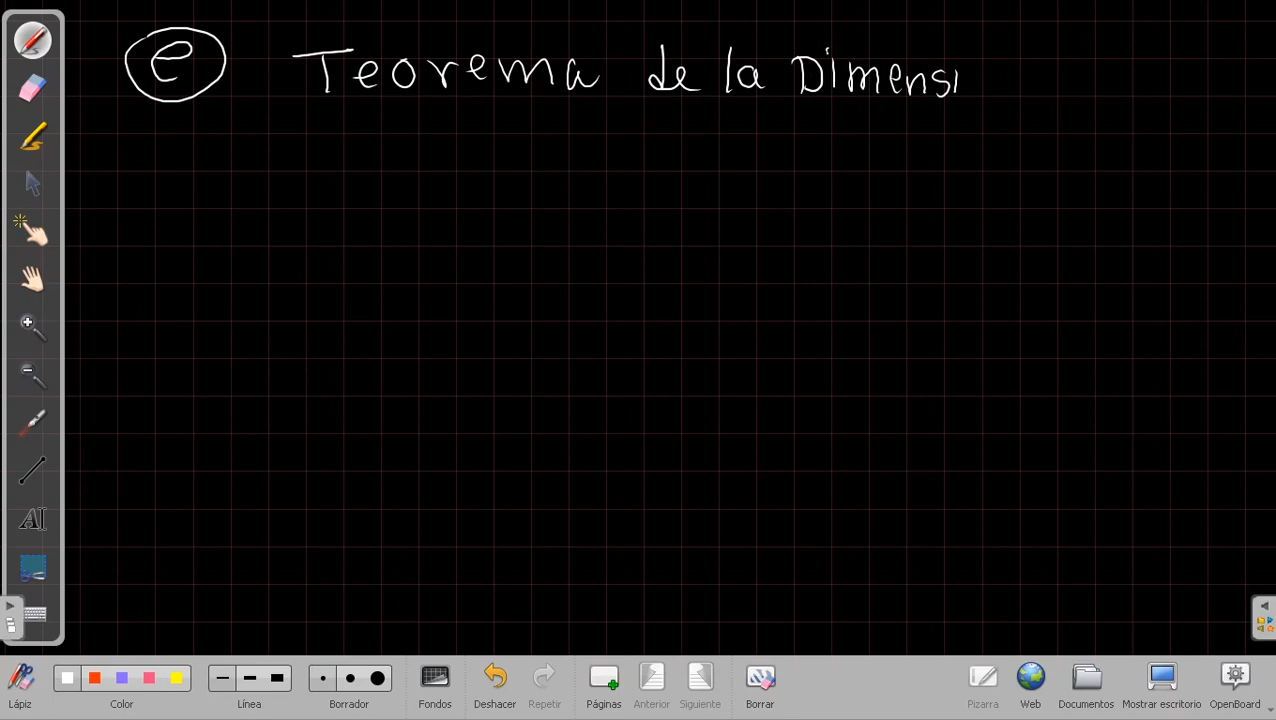 e Teorema de la Dimensi
AI
Lápiz Color Línea Borrador Fondos Deshacer Repetir Páginas Anterior Siguiente Borrar Pizarra Web Documentos Mostrar escritorio OpenBoard